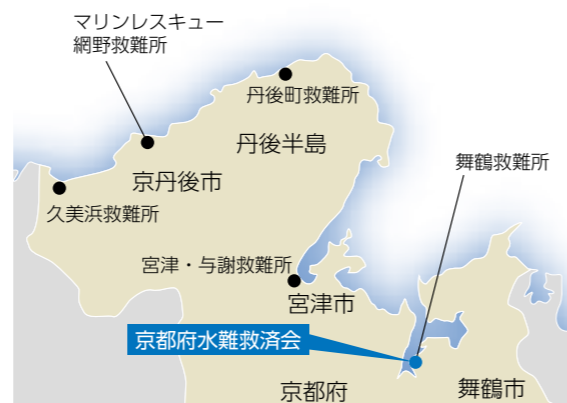 マリンレスキュー
網野救難所
丹後町救難所
丹後半島
舞鶴救難所
京丹後市
久美浜救難所
宮津・与謝救難所
宮津市
京都府水難救済会
京都府
舞鶴市